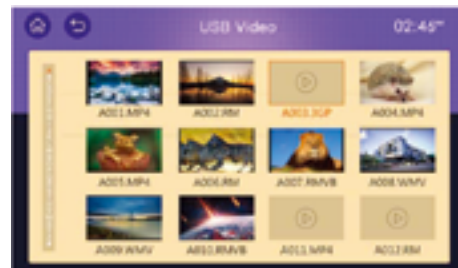 USB Video 02:45
A001.MP4 A002.RM A003.3GP A004.MP4
A005.MP4 A006.RM A007.RMVB A008.WMV
A009.WMV A010.RMVB A011.MP4 A012.RM